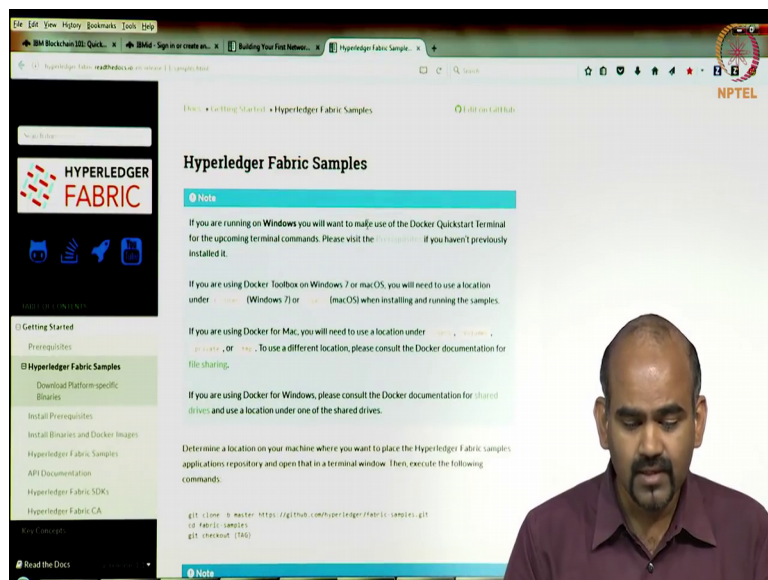 File Edit View History Bookmarks Tools Help
IBM Blockchain 101: Quick... × IBMid - Sign in or create an... × Building Your First Networ... × Hyperledger Fabric Sample... × +
Search
NPTEL
Docs » Getting Started » Hyperledger Fabric Samples Edit on GitHub
HYPERLEDGER
FABRIC
Hyperledger Fabric Samples
Note
If you are running on Windows you will want to make use of the Docker Quickstart Terminal
for the upcoming terminal commands. Please visit the if you haven't previously
installed it.
If you are using Docker Toolbox on Windows 7 or macOS, you will need to use a location
under (Windows 7) or (macOS) when installing and running the samples.
If you are using Docker for Mac, you will need to use a location under , ,
, or . To use a different location, please consult the Docker documentation for
file sharing.
If you are using Docker for Windows, please consult the Docker documentation for shared
drives and use a location under one of the shared drives.
Determine a location on your machine where you want to place the Hyperledger Fabric samples
applications repository and open that in a terminal window. Then, execute the following
commands:
git clone -b master https://github.com/hyperledger/fabric-samples.git
cd fabric-samples
git checkout {TAG}
Note
TABLE OF CONTENTS
Getting Started
Prerequisites
Hyperledger Fabric Samples
Download Platform-specific
Binaries
Install Prerequisites
Install Binaries and Docker Images
Hyperledger Fabric Samples
API Documentation
Hyperledger Fabric SDKs
Hyperledger Fabric CA
Key Concepts
Read the Docs